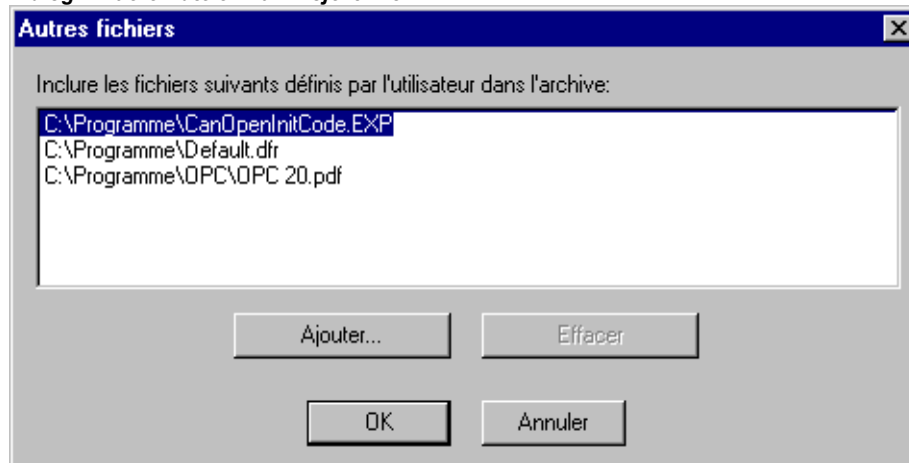 Autres fichiers
Inclure les fichiers suivants définis par l'utilisateur dans l'archive:
C:\Programme\CanOpenInitCode.EXP
C:\Programme\Default.dfr
C:\Programme\OPC\OPC 20.pdf
Ajouter... Effacer
OK Annuler